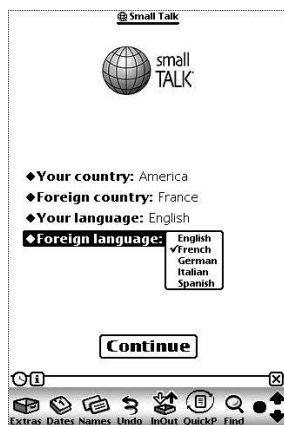 Small Talk
small
TALK
◆Your country: America
◆Foreign country: France
◆Your language: English
◆Foreign language:
English
✓French
German
Italian
Spanish
Continue
Extras Dates Names Undo InOut QuickP Find